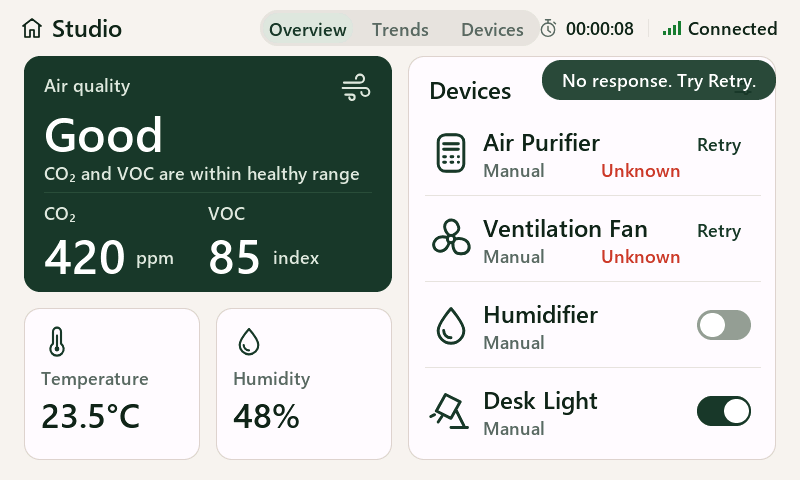 Studio
Overview Trends Devices
00:00:08
Connected
Air quality
Good
CO₂ and VOC are within healthy range
CO₂ VOC
420 ppm 85 index
Temperature
23.5°C
Humidity
48%
Devices
No response. Try Retry.
Air Purifier
Manual Unknown
Retry
Ventilation Fan
Manual Unknown
Retry
Humidifier
Manual
Desk Light
Manual